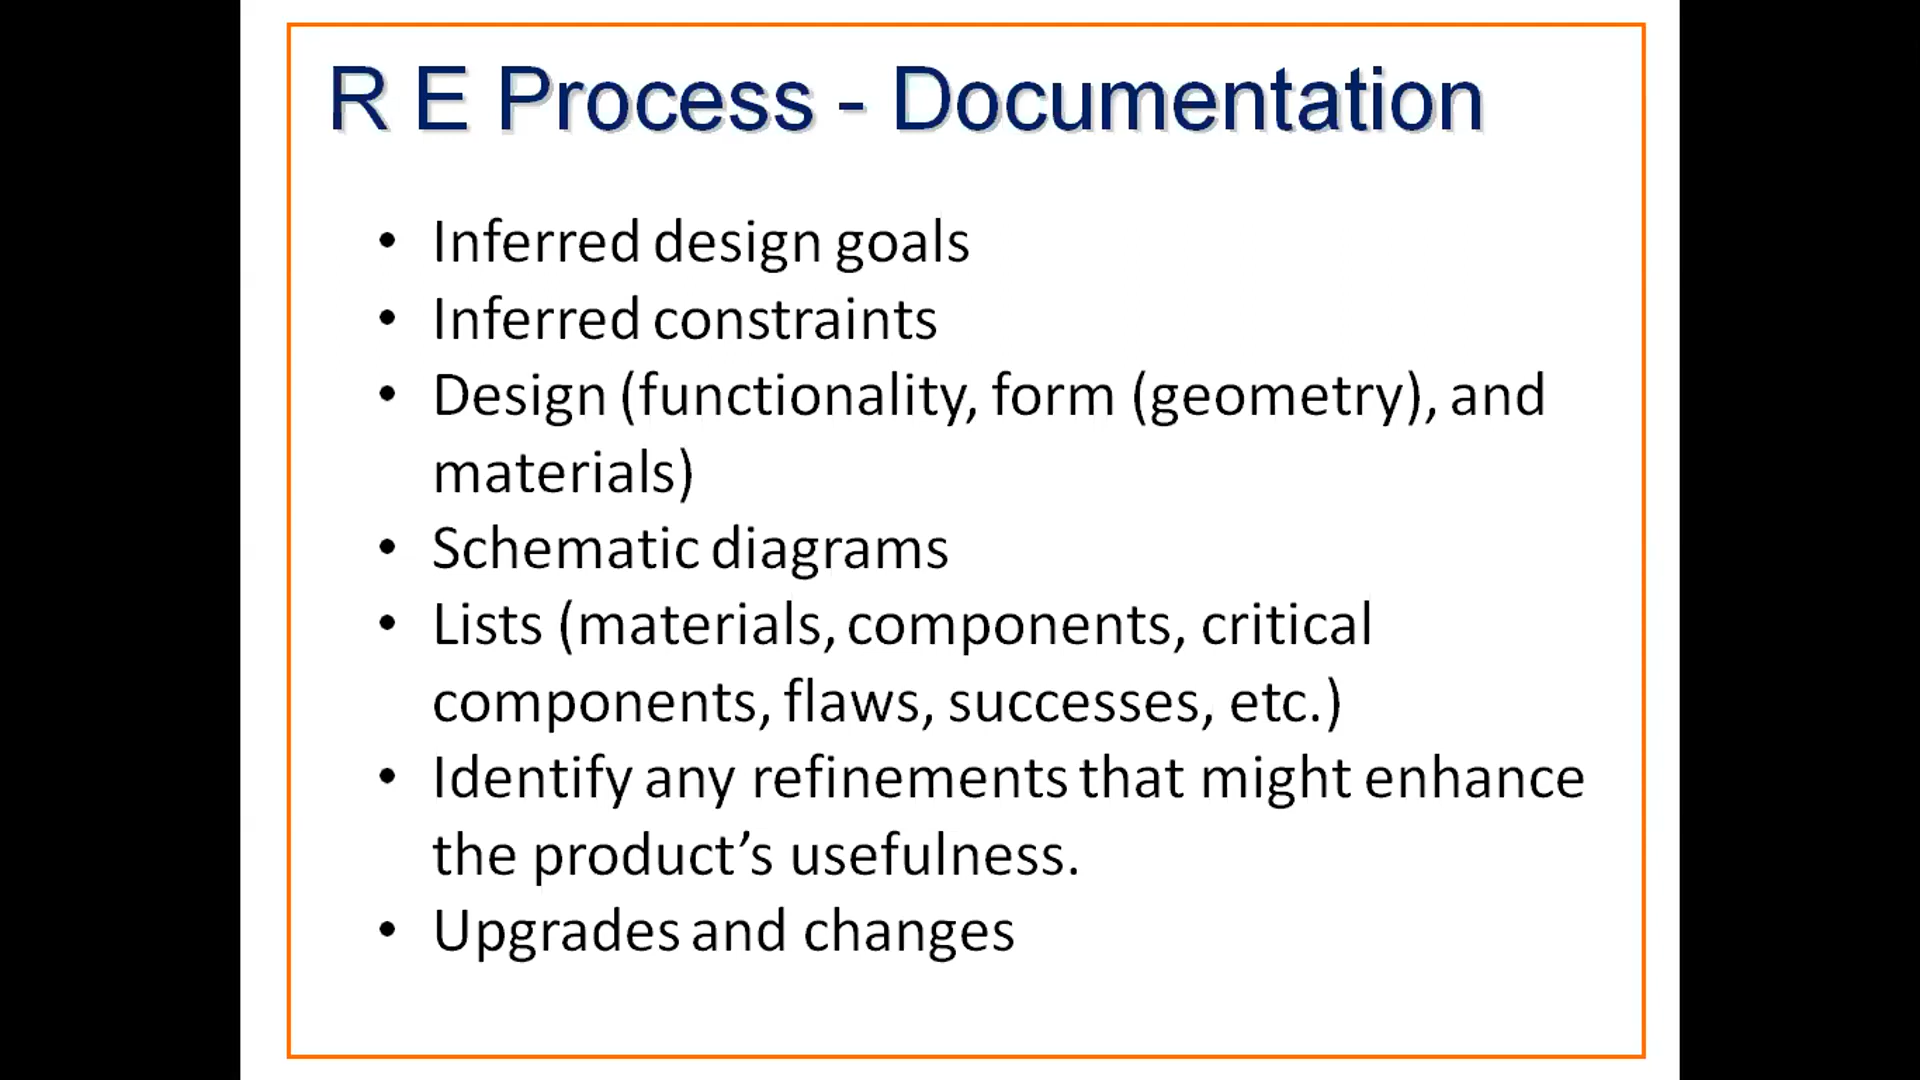 R E Process - Documentation
• Inferred design goals
• Inferred constraints
• Design (functionality, form (geometry), and
materials)
• Schematic diagrams
• Lists (materials, components, critical
components, flaws, successes, etc.)
• Identify any refinements that might enhance
the product’s usefulness.
• Upgrades and changes